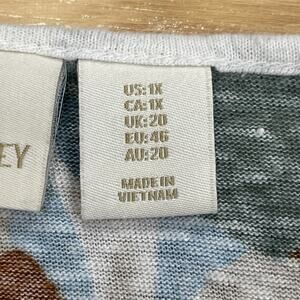 EY
US:1X
CA:1X
UK:20
EU:46
AU:20
MADE IN
VIETNAM